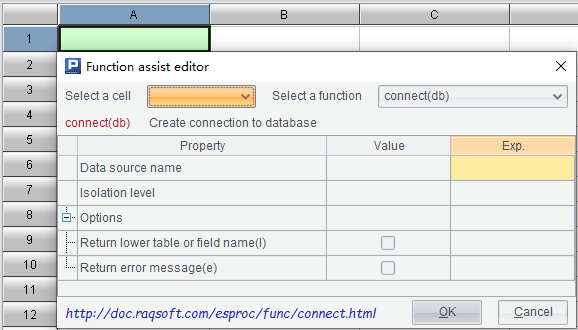 A B C
1
2
P Function assist editor
3
Select a cell Select a function connect(db)
4
connect(db) Create connection to database
5
Property Value Exp.
6
Data source name
7
Isolation level
8
Options
9
Return lower table or field name(l)
10
Return error message(e)
11
12
http://doc.raqsoft.com/esproc/func/connect.html OK Cancel